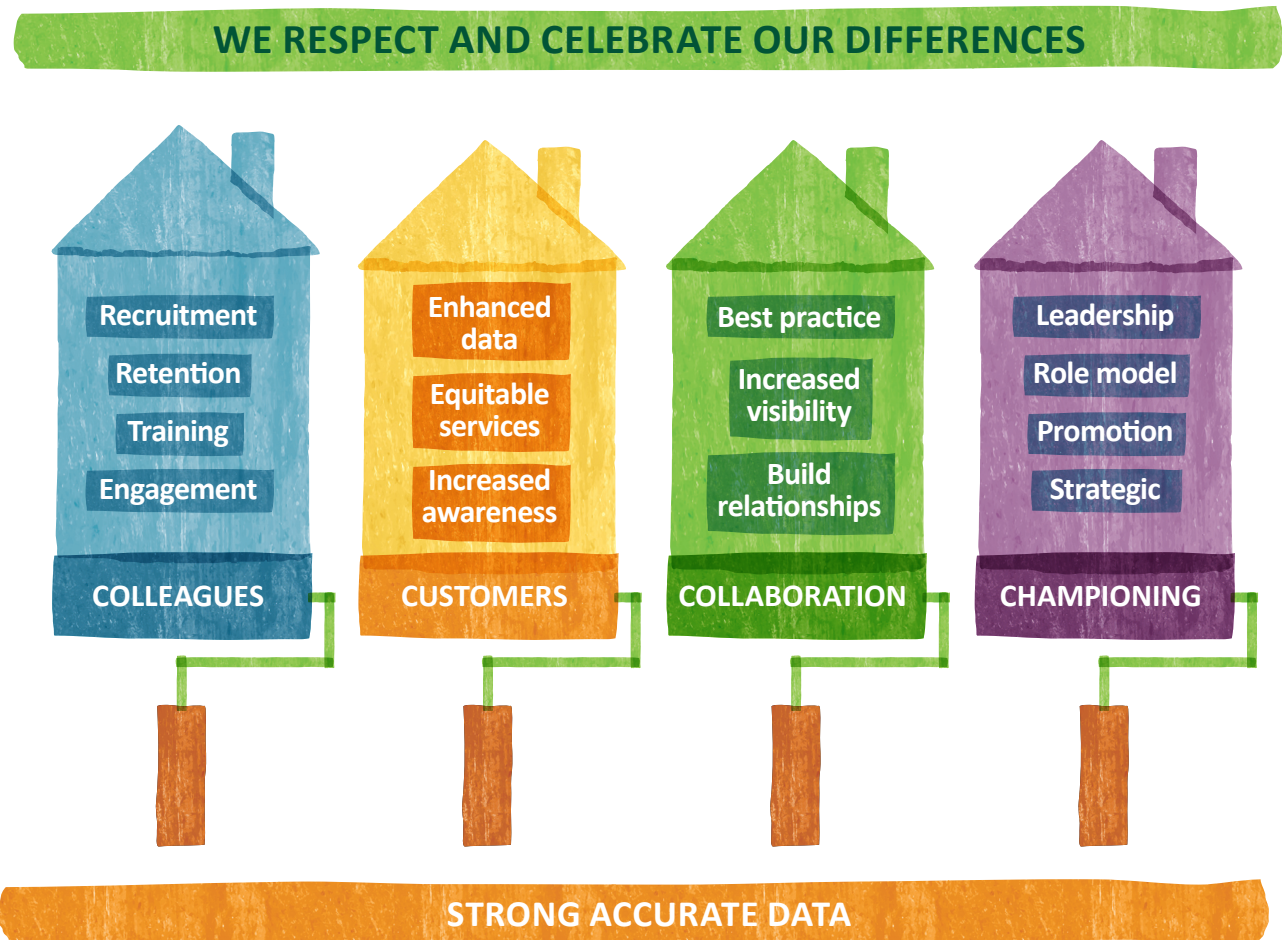 WE RESPECT AND CELEBRATE OUR DIFFERENCES
Recruitment
Retention
Training
Engagement
COLLEAGUES
Enhanced
data
Equitable
services
Increased
awareness
CUSTOMERS
Best practice
Increased
visibility
Build
relationships
COLLABORATION
Leadership
Role model
Promotion
Strategic
CHAMPIONING
STRONG ACCURATE DATA